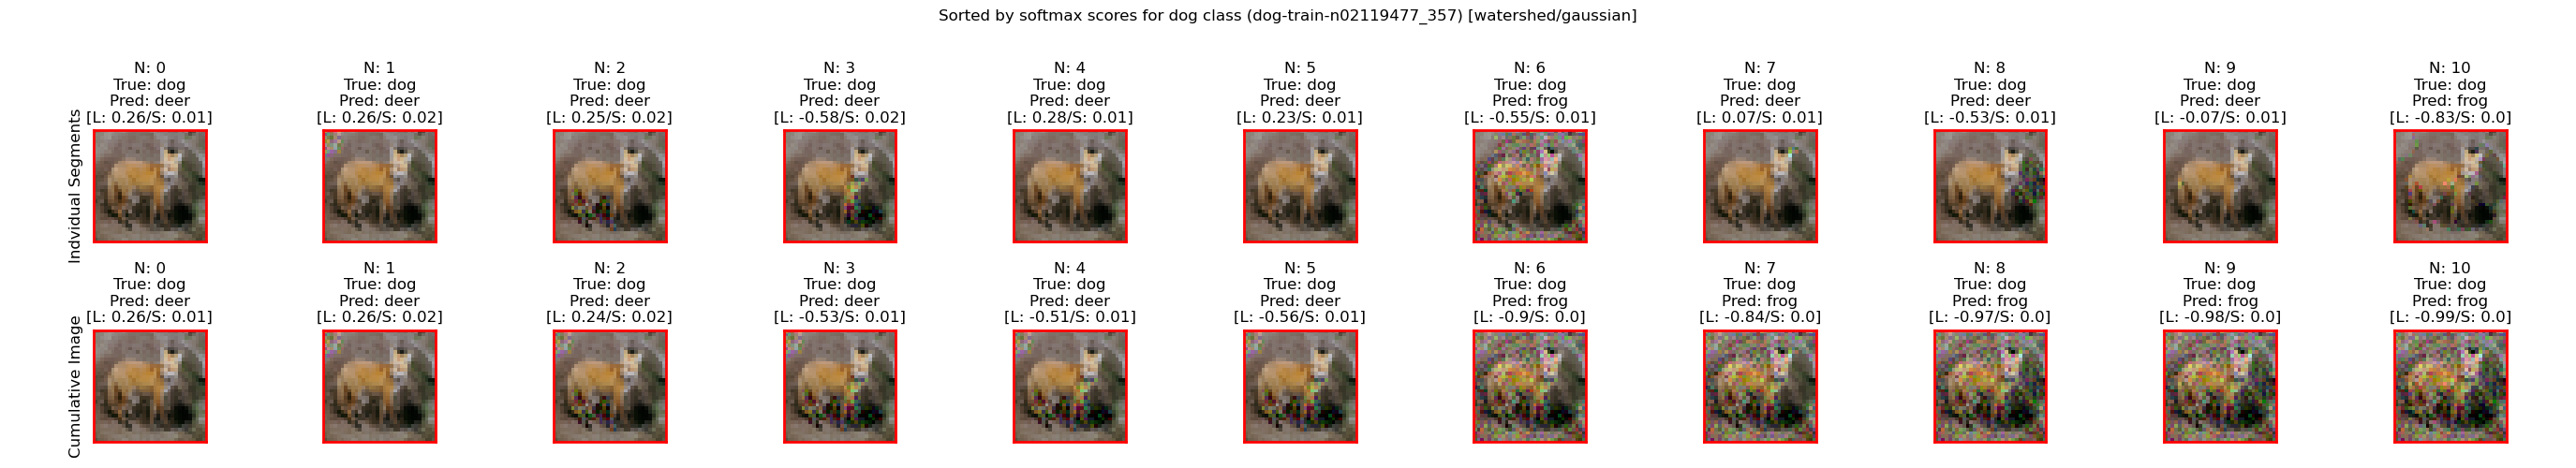 Sorted by softmax scores for dog class (dog-train-n02119477_357) [watershed/gaussian]
Indvidual Segments
N: 0
True: dog
Pred: deer
[L: 0.26/S: 0.01]
N: 1
True: dog
Pred: deer
[L: 0.26/S: 0.02]
N: 2
True: dog
Pred: deer
[L: 0.25/S: 0.02]
N: 3
True: dog
Pred: deer
[L: -0.58/S: 0.02]
N: 4
True: dog
Pred: deer
[L: 0.28/S: 0.01]
N: 5
True: dog
Pred: deer
[L: 0.23/S: 0.01]
N: 6
True: dog
Pred: frog
[L: -0.55/S: 0.01]
N: 7
True: dog
Pred: deer
[L: 0.07/S: 0.01]
N: 8
True: dog
Pred: deer
[L: -0.53/S: 0.01]
N: 9
True: dog
Pred: deer
[L: -0.07/S: 0.01]
N: 10
True: dog
Pred: frog
[L: -0.83/S: 0.0]
Cumulative Image
N: 0
True: dog
Pred: deer
[L: 0.26/S: 0.01]
N: 1
True: dog
Pred: deer
[L: 0.26/S: 0.02]
N: 2
True: dog
Pred: deer
[L: 0.24/S: 0.02]
N: 3
True: dog
Pred: deer
[L: -0.53/S: 0.01]
N: 4
True: dog
Pred: deer
[L: -0.51/S: 0.01]
N: 5
True: dog
Pred: deer
[L: -0.56/S: 0.01]
N: 6
True: dog
Pred: frog
[L: -0.9/S: 0.0]
N: 7
True: dog
Pred: frog
[L: -0.84/S: 0.0]
N: 8
True: dog
Pred: frog
[L: -0.97/S: 0.0]
N: 9
True: dog
Pred: frog
[L: -0.98/S: 0.0]
N: 10
True: dog
Pred: frog
[L: -0.99/S: 0.0]